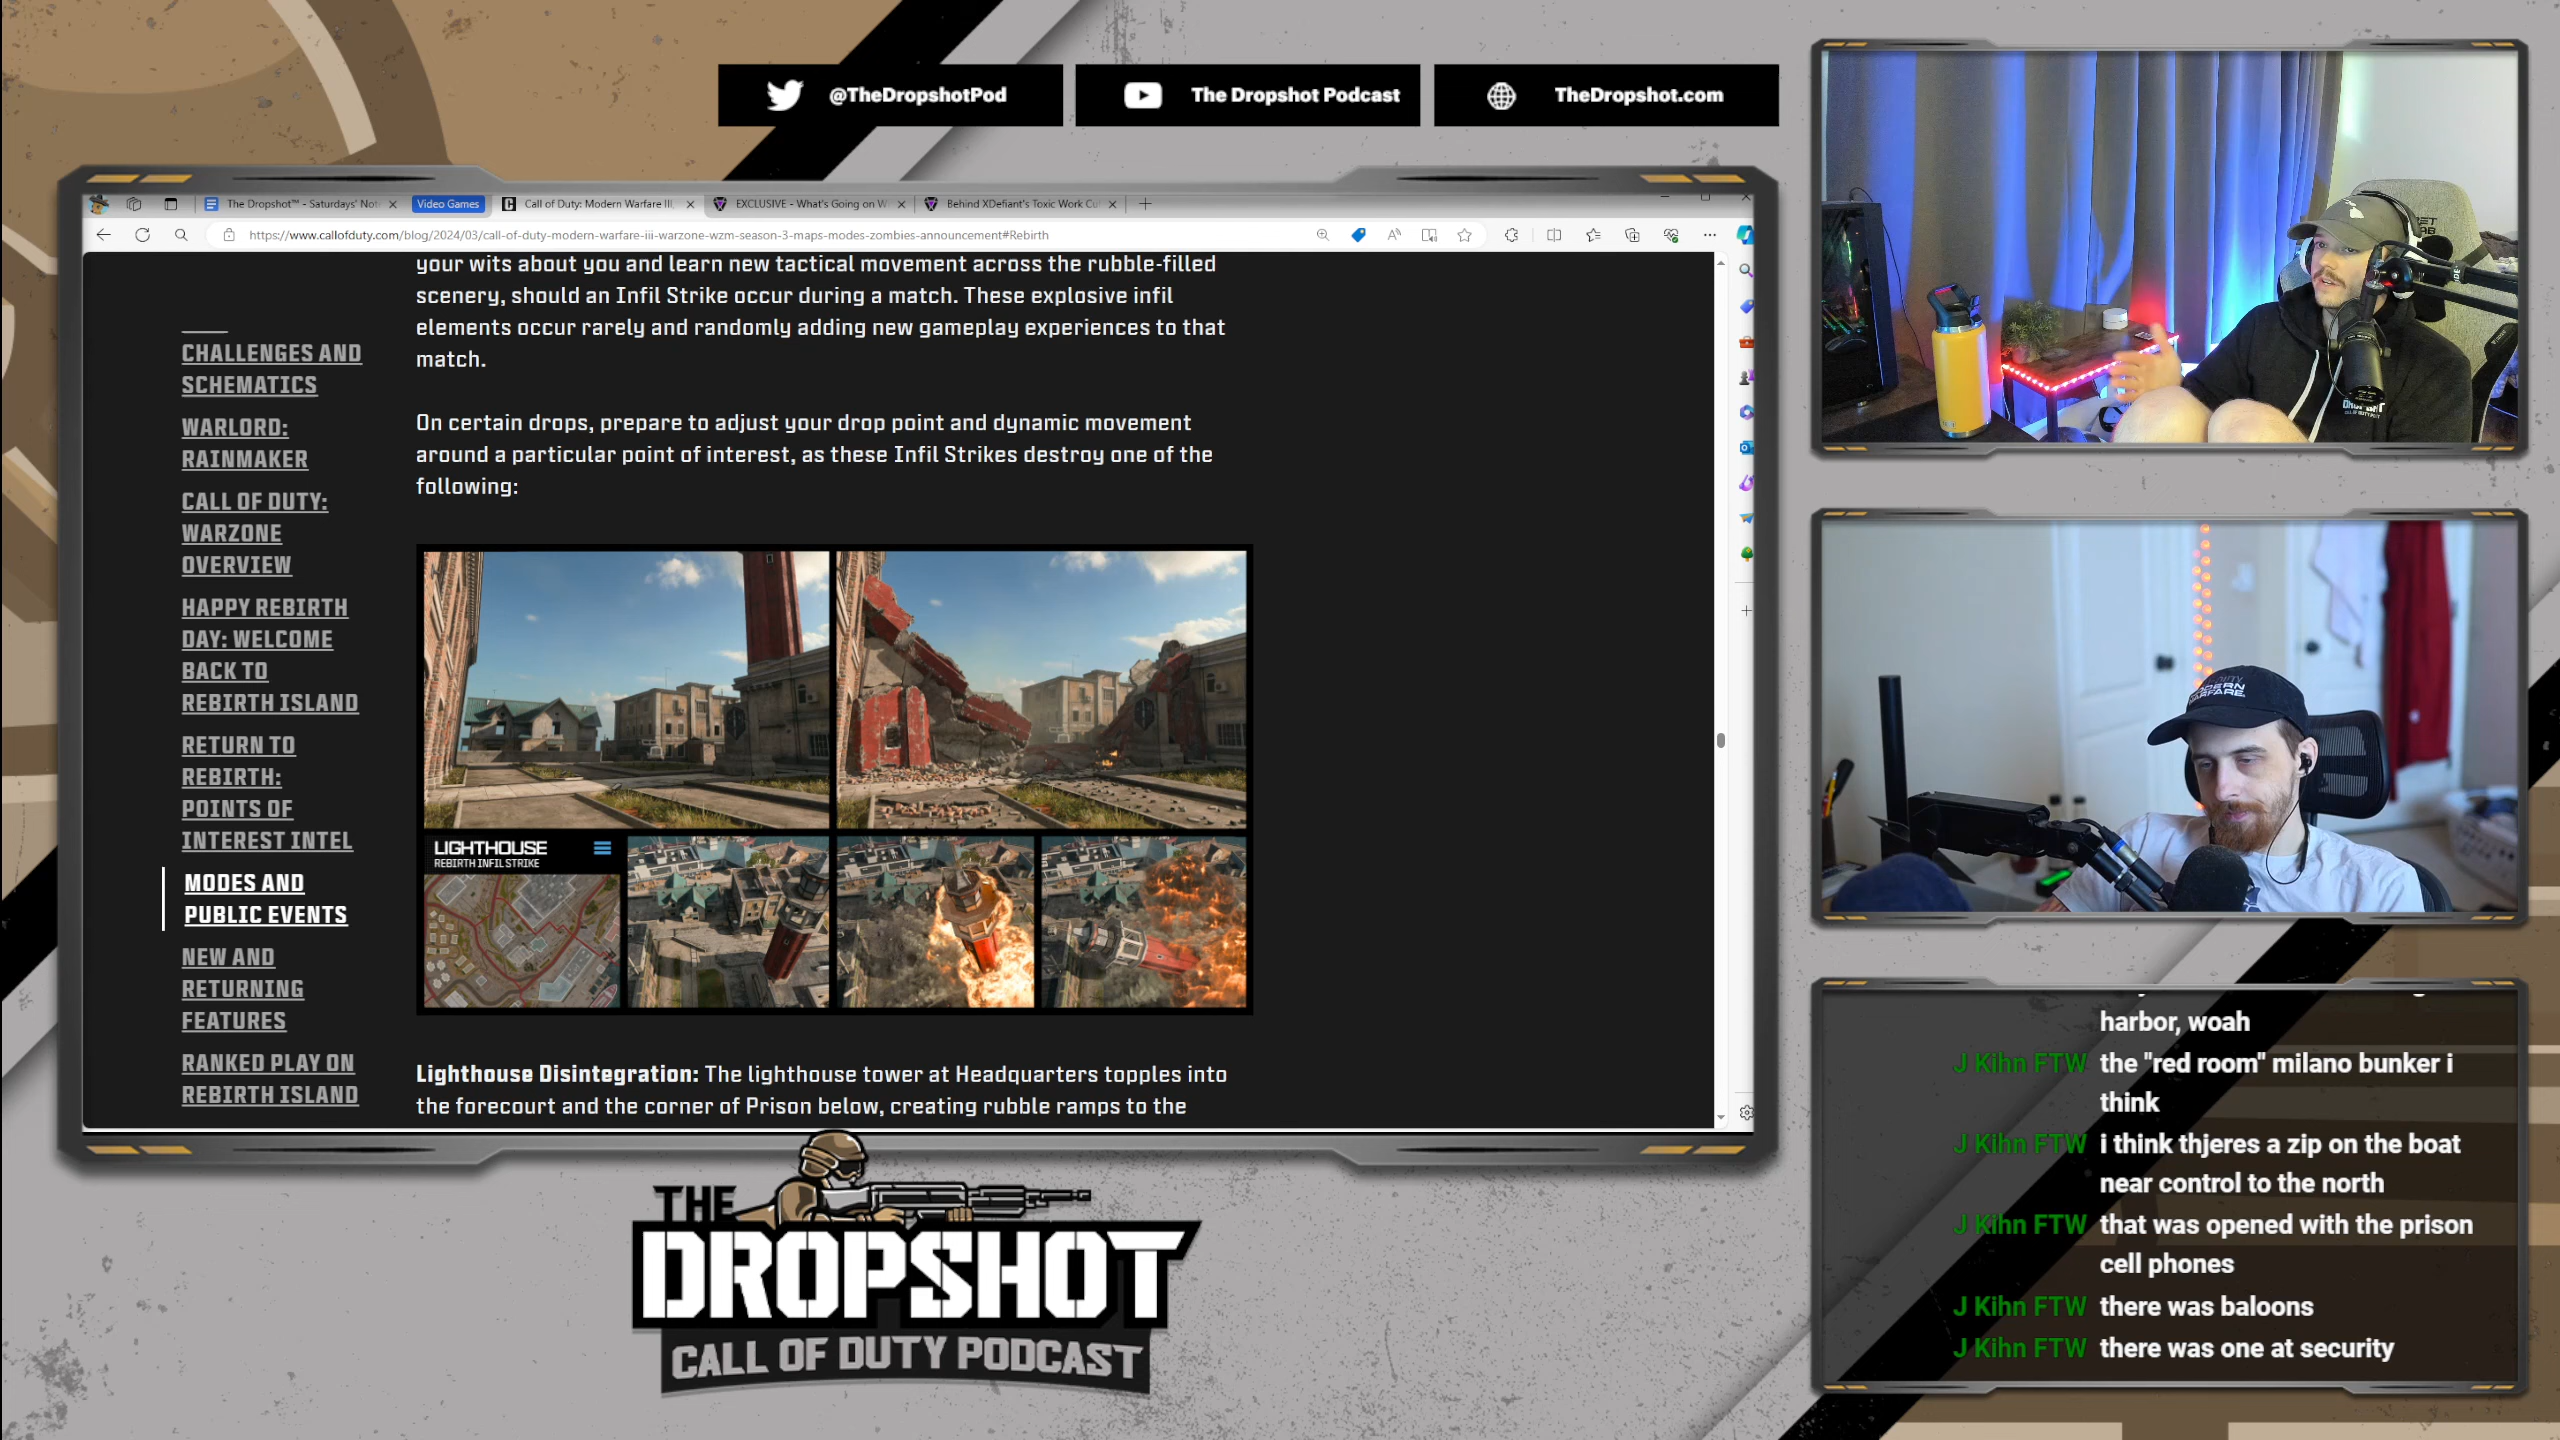 @TheDropshotPod
The Dropshot Podcast
TheDropshot.com
The Dropshot™ - Saturdays' Not
Video Games
Call of Duty: Modern Warfare III,
EXCLUSIVE - What's Going on W
Behind XDefiant's Toxic Work Cu
https://www.callofduty.com/blog/2024/03/call-of-duty-modern-warfare-iii-warzone-wzm-season-3-maps-modes-zombies-announcement#Rebirth
CHALLENGES AND
SCHEMATICS
WARLORD:
RAINMAKER
CALL OF DUTY:
WARZONE
OVERVIEW
HAPPY REBIRTH
DAY: WELCOME
BACK TO
REBIRTH ISLAND
RETURN TO
REBIRTH:
POINTS OF
INTEREST INTEL
MODES AND
PUBLIC EVENTS
NEW AND
RETURNING
FEATURES
RANKED PLAY ON
REBIRTH ISLAND
your wits about you and learn new tactical movement across the rubble-filled
scenery, should an Infil Strike occur during a match. These explosive infil
elements occur rarely and randomly adding new gameplay experiences to that
match.
On certain drops, prepare to adjust your drop point and dynamic movement
around a particular point of interest, as these Infil Strikes destroy one of the
following:
LIGHTHOUSE
REBIRTH INFIL STRIKE
Lighthouse Disintegration: The lighthouse tower at Headquarters topples into
the forecourt and the corner of Prison below, creating rubble ramps to the
MODERN
WARFARE
harbor, woah
J Kihn FTW the "red room" milano bunker i
think
J Kihn FTW i think thjeres a zip on the boat
near control to the north
J Kihn FTW that was opened with the prison
cell phones
J Kihn FTW there was baloons
J Kihn FTW there was one at security
THE
DROPSHOT
CALL OF DUTY PODCAST